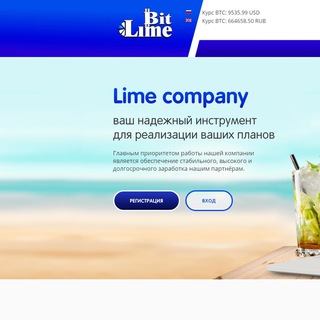 Bit
Lime
Курс BTC: 9535.99 USD
Курс BTC: 664658.50 RUB
Lime company
ваш надежный инструмент
для реализации ваших планов
Главным приоритетом работы нашей компании
является обеспечение стабильного, высокого и
долгосрочного заработка нашим партнёрам.
РЕГИСТРАЦИЯ
ВХОД